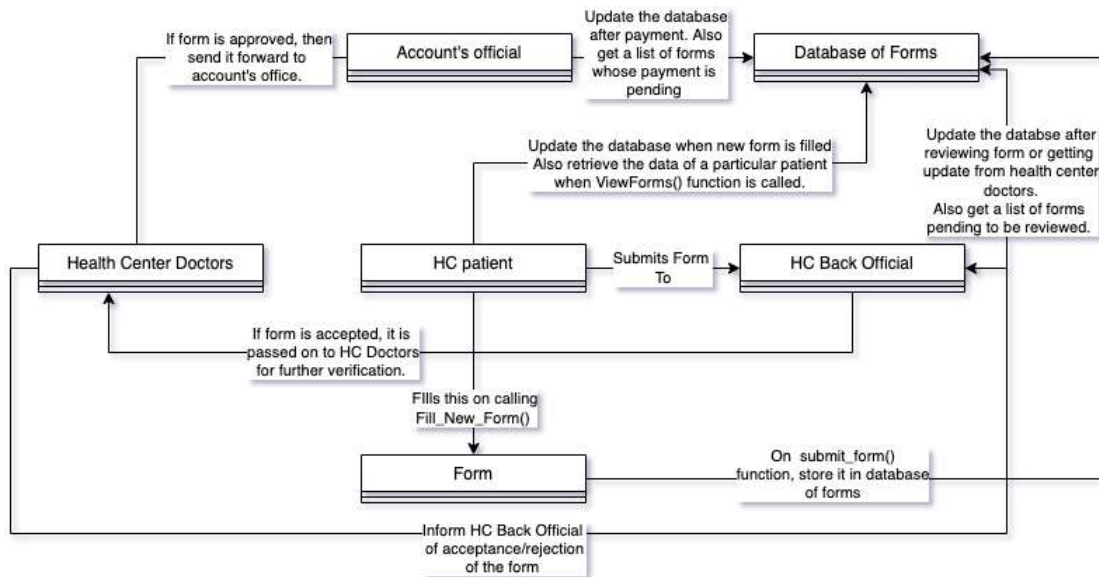 If form is approved, then
send it forward to
account's office.
Account's official
Update the database
after payment. Also
get a list of forms
whose payment is
pending
Database of Forms
Update the database when new form is filled
Also retrieve the data of a particular patient
when ViewForms() function is called.
Update the databse after
reviewing form or getting
update from health center
doctors.
Also get a list of forms
pending to be reviewed.
Health Center Doctors
HC patient
Submits Form
To
HC Back Official
If form is accepted, it is
passed on to HC Doctors
for further verification.
FIlls this on calling
Fill_New_Form()
Form
On submit_form()
function, store it in database
of forms
Inform HC Back Official
of acceptance/rejection
of the form